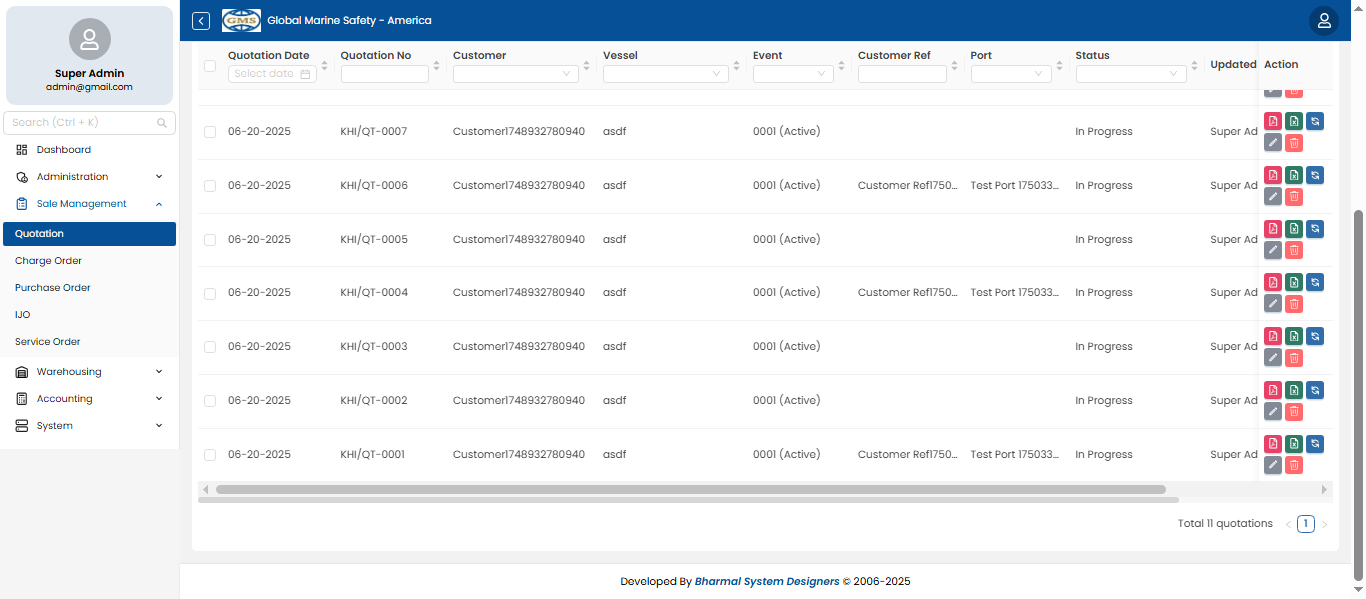 Super Admin
admin@gmail.com
Search (Ctrl + K)
Dashboard
Administration
Sale Management
Quotation
Charge Order
Purchase Order
IJO
Service Order
Warehousing
Accounting
System
GMS Global Marine Safety - America
Quotation Date Quotation No Customer Vessel Event Customer Ref Port Status Updated Action
Select date
06-20-2025 KHI/QT-0007 Customer1748932780940 asdf 0001 (Active) In Progress Super Ad
06-20-2025 KHI/QT-0006 Customer1748932780940 asdf 0001 (Active) Customer Ref1750... Test Port 175033... In Progress Super Ad
06-20-2025 KHI/QT-0005 Customer1748932780940 asdf 0001 (Active) In Progress Super Ad
06-20-2025 KHI/QT-0004 Customer1748932780940 asdf 0001 (Active) Customer Ref1750... Test Port 175033... In Progress Super Ad
06-20-2025 KHI/QT-0003 Customer1748932780940 asdf 0001 (Active) In Progress Super Ad
06-20-2025 KHI/QT-0002 Customer1748932780940 asdf 0001 (Active) In Progress Super Ad
06-20-2025 KHI/QT-0001 Customer1748932780940 asdf 0001 (Active) Customer Ref1750... Test Port 175033... In Progress Super Ad
Total 11 quotations 1
Developed By Bharmal System Designers © 2006-2025